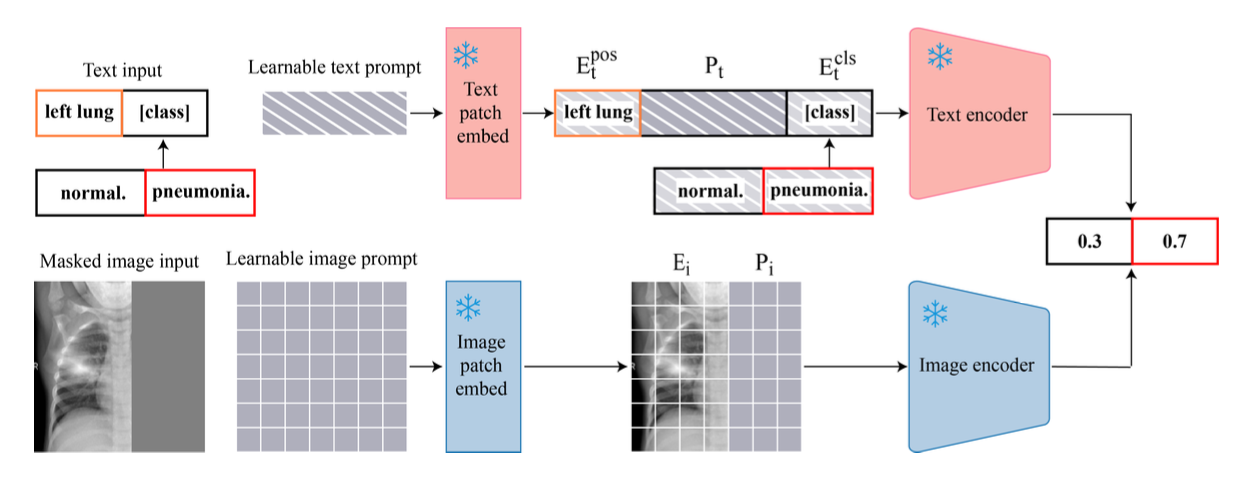 Text input
left lung [class]
normal. pneumonia.
Learnable text prompt
Text
patch
embed
E_t^pos P_t E_t^cls
left lung [class]
normal. pneumonia.
Text encoder
0.3 0.7
Masked image input
R
Learnable image prompt
Image
patch
embed
E_i P_i
R
Image encoder